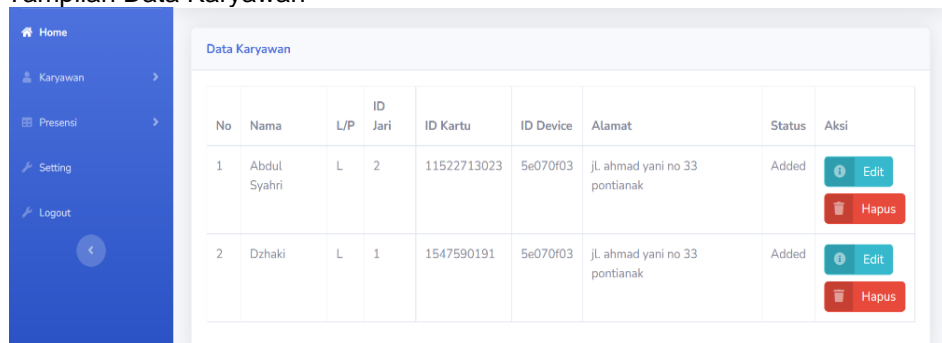 Tampilan Data Karyawan
Home
Karyawan
Presensi
Setting
Logout
Data Karyawan
No Nama L/P ID Jari ID Kartu ID Device Alamat Status Aksi
1 Abdul Syahri L 2 11522713023 5e070f03 jl. ahmad yani no 33 pontianak Added Edit Hapus
2 Dzhaki L 1 1547590191 5e070f03 jl. ahmad yani no 33 pontianak Added Edit Hapus